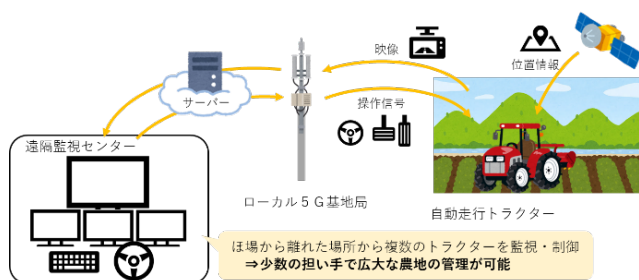 映像
位置情報
サーバー
操作信号
遠隔監視センター
ローカル5G基地局
自動走行トラクター
ほ場から離れた場所から複数のトラクターを監視・制御
⇒少数の担い手で広大な農地の管理が可能